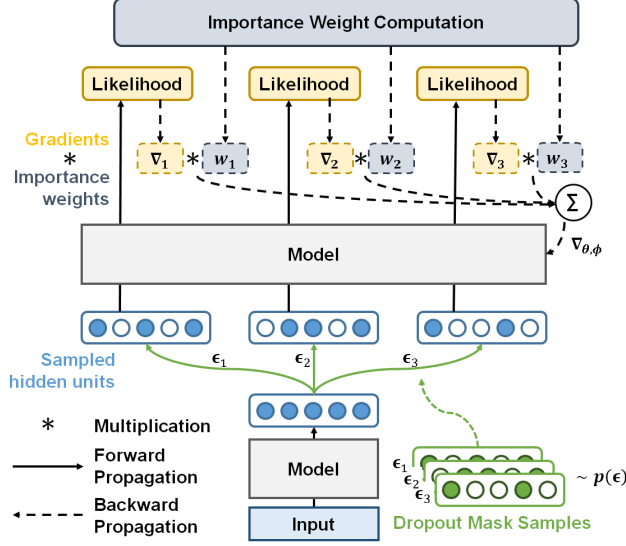 Importance Weight Computation
Likelihood
Likelihood
Likelihood
Gradients
*
Importance
weights
∇1 * w1
∇2 * w2
∇3 * w3
Σ
∇θ,ϕ
Model
Sampled
hidden units
ϵ1
ϵ2
ϵ3
* Multiplication
Forward
Propagation
Backward
Propagation
Model
Input
ϵ1
ϵ2
ϵ3
~ p(ϵ)
Dropout Mask Samples